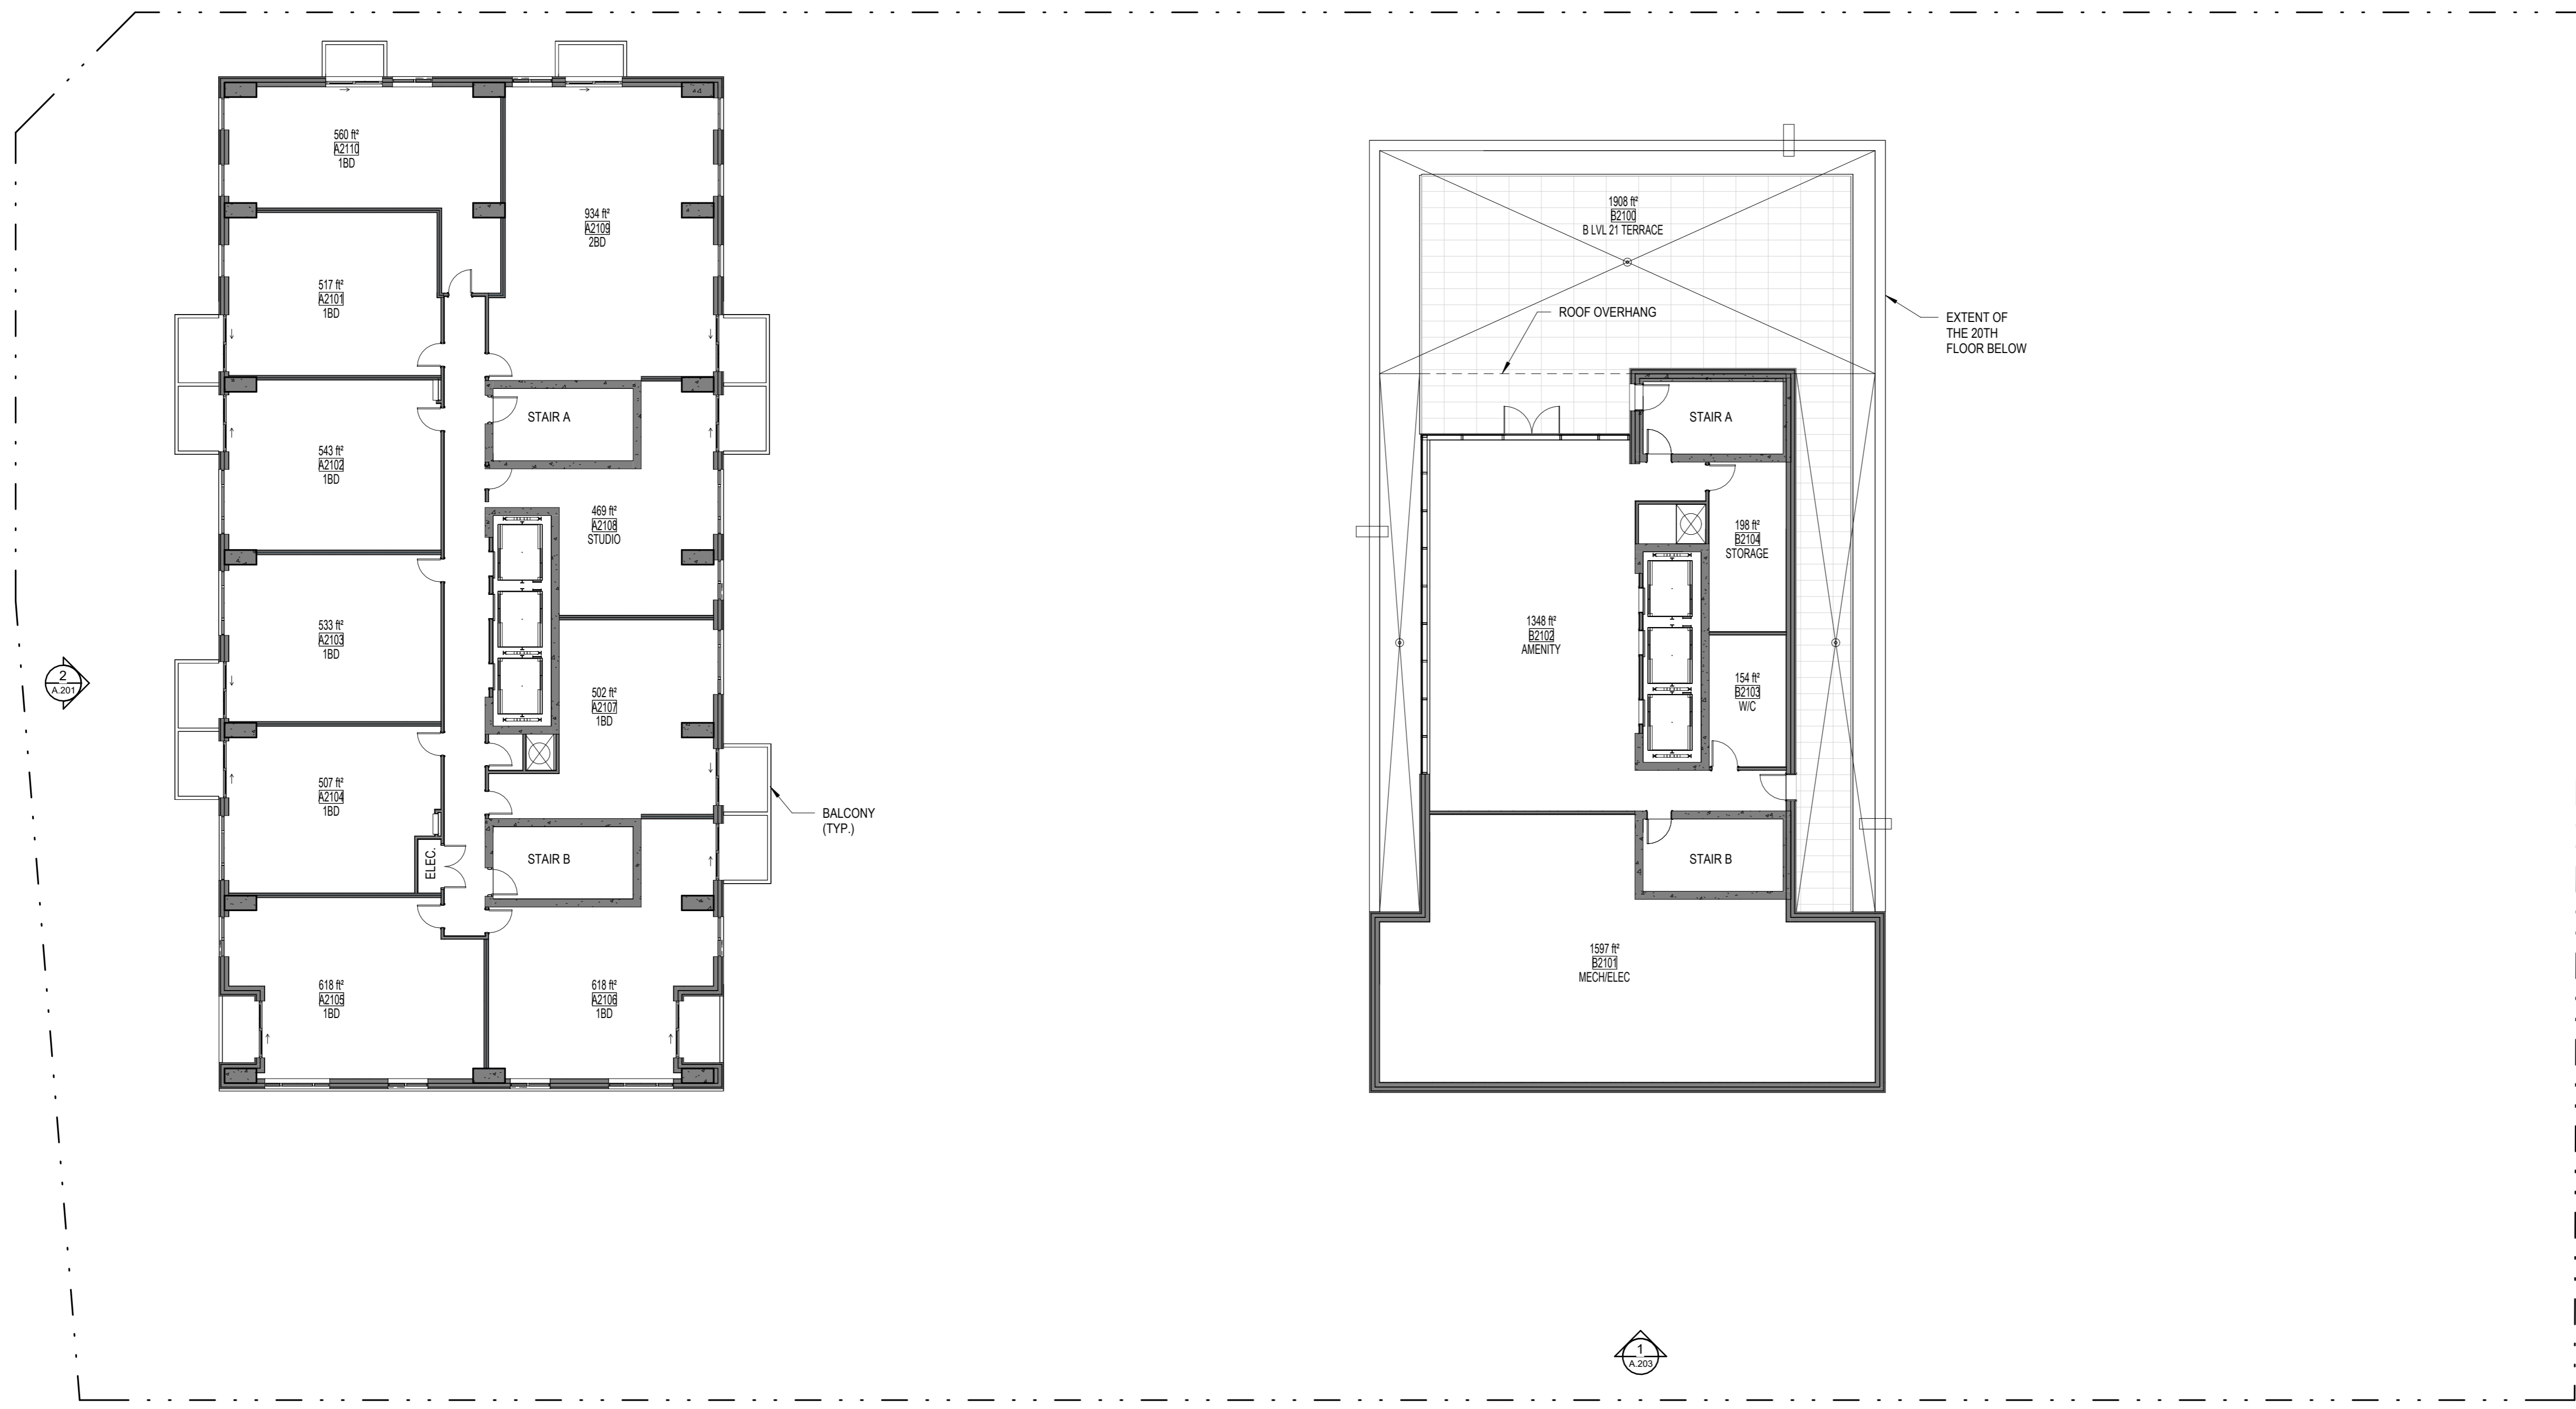 560 ft²
A2110
1BD
934 ft²
A2109
2BD
517 ft²
A2101
1BD
STAIR A
543 ft²
A2102
1BD
469 ft²
A2108
STUDIO
533 ft²
A2103
1BD
502 ft²
A2107
1BD
507 ft²
A2104
1BD
ELEC.
STAIR B
BALCONY
(TYP.)
618 ft²
A2105
1BD
618 ft²
A2106
1BD
2
A.201
1908 ft²
B2100
B LVL 21 TERRACE
ROOF OVERHANG
EXTENT OF
THE 20TH
FLOOR BELOW
STAIR A
198 ft²
B2104
STORAGE
1348 ft²
B2102
AMENITY
154 ft²
B2103
W/C
STAIR B
1597 ft²
B2101
MECH/ELEC
1
A.203